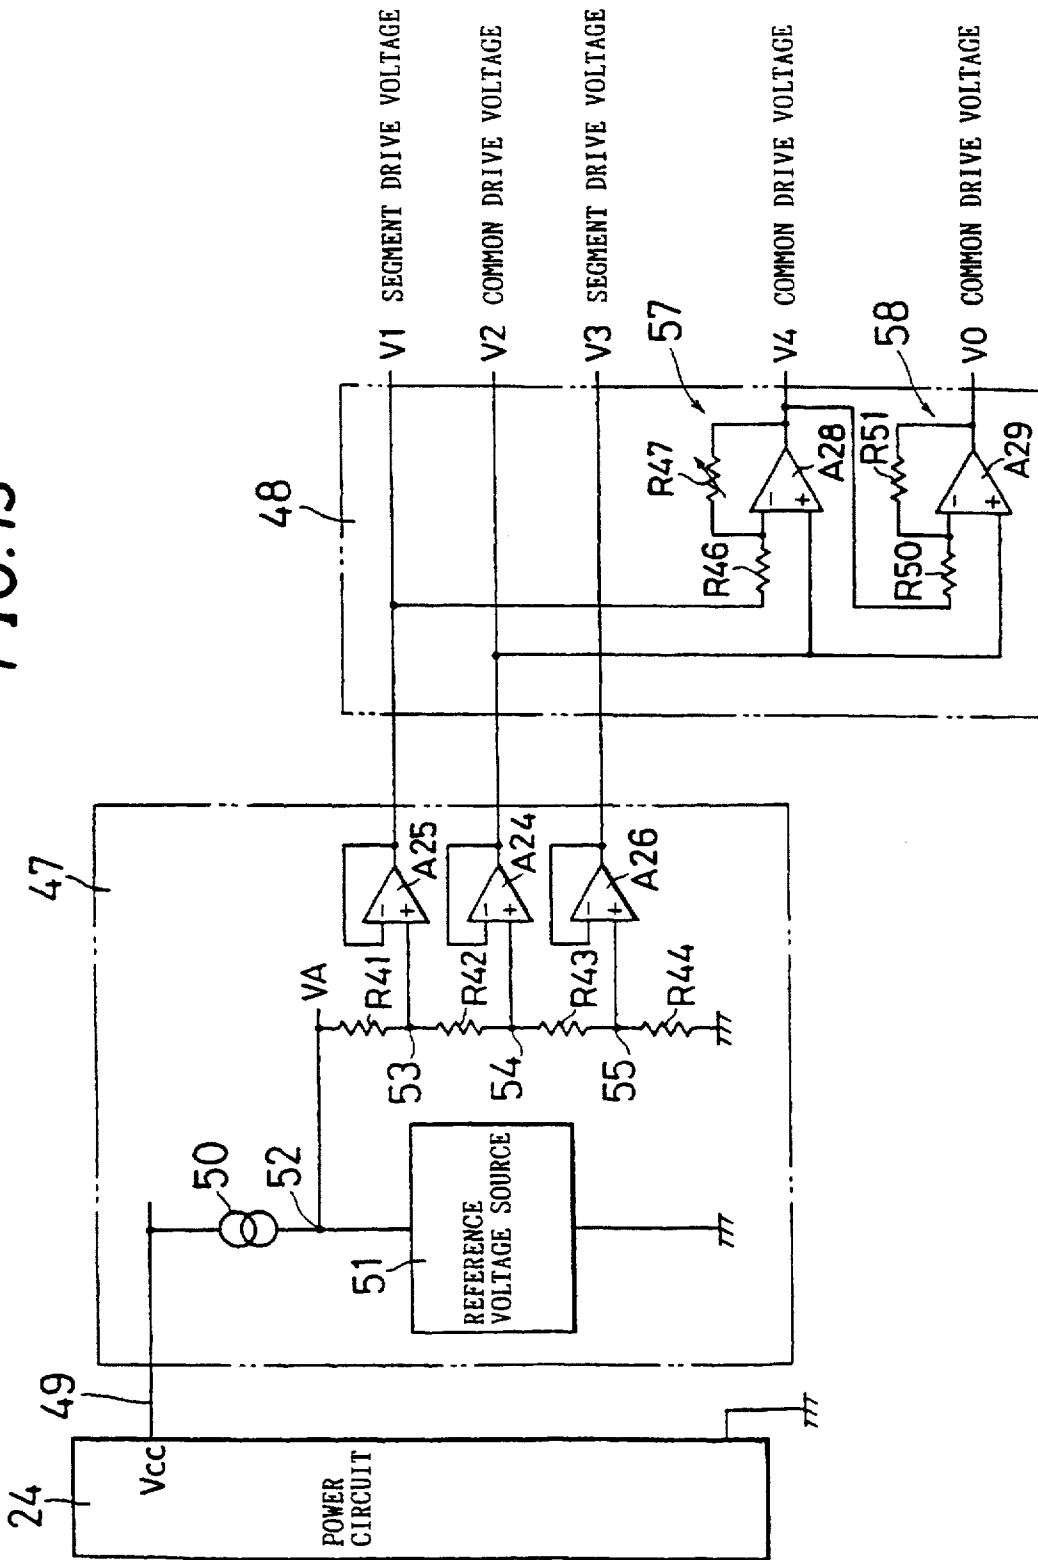 24
POWER
CIRCUIT
Vcc
49
47
50
52
51
REFERENCE
VOLTAGE SOURCE
VA
R41
53
R42
54
R43
55
R44
-
+
A25
-
+
A24
-
+
A26
48
V1 SEGMENT DRIVE VOLTAGE
V2 COMMON DRIVE VOLTAGE
V3 SEGMENT DRIVE VOLTAGE
57
R47
R46
-
+
A28
V4 COMMON DRIVE VOLTAGE
58
R51
R50
-
+
A29
V0 COMMON DRIVE VOLTAGE